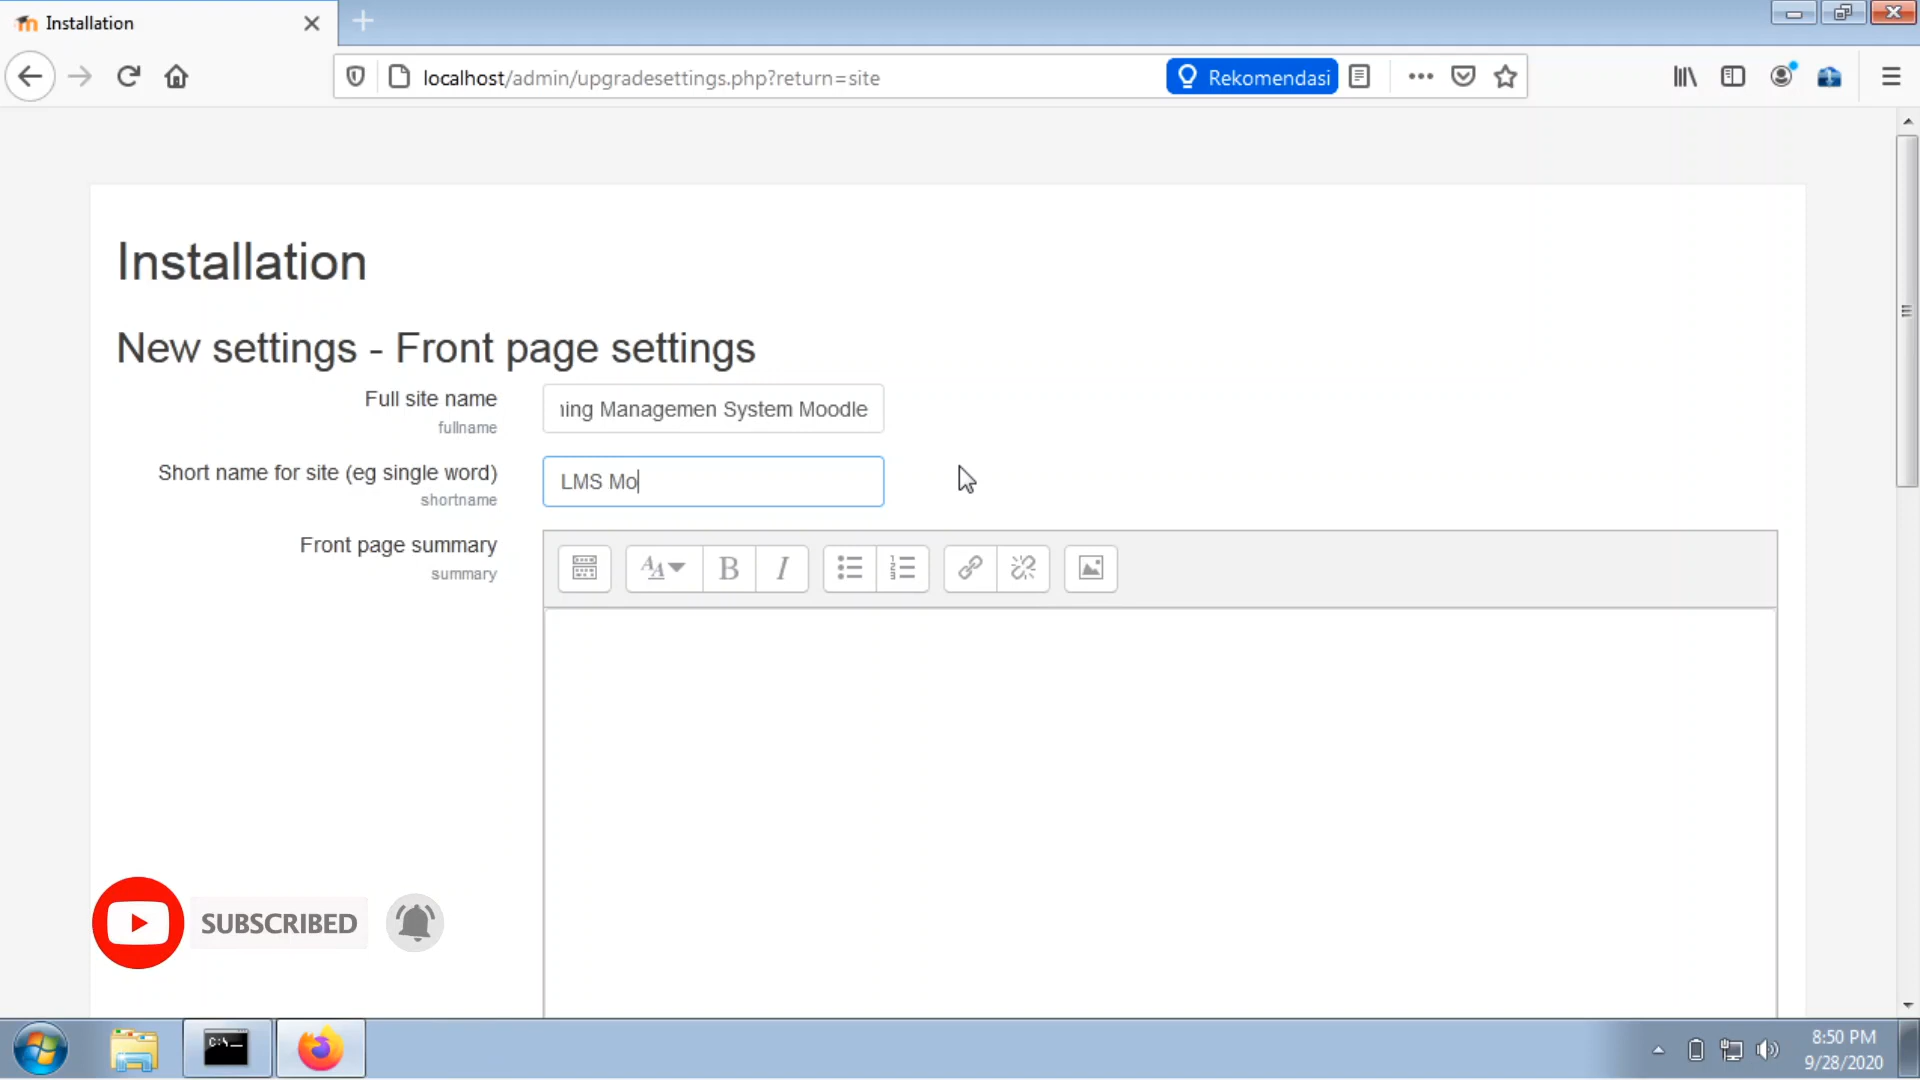 Installation
localhost/admin/upgradesettings.php?return=site
Rekomendasi
Installation
New settings - Front page settings
Full site name
fullname
ning Managemen System Moodle
Short name for site (eg single word)
shortname
LMS Mo
Front page summary
summary
B I
SUBSCRIBED
C:\._
8:50 PM
9/28/2020